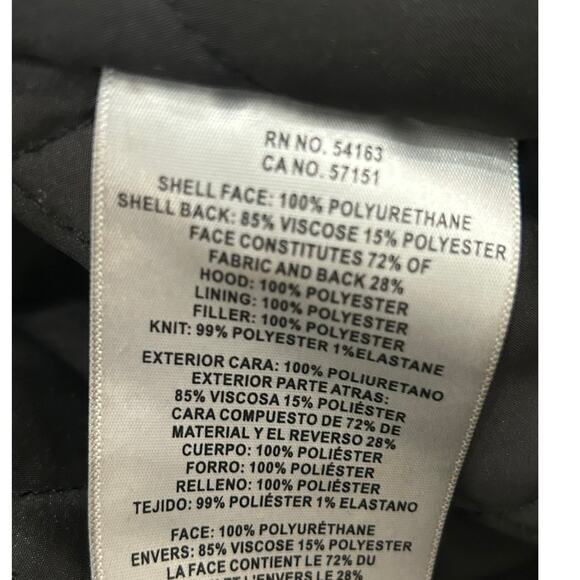 RN NO. 54163
CA NO. 57151
SHELL FACE: 100% POLYURETHANE
SHELL BACK: 85% VISCOSE 15% POLYESTER
FACE CONSTITUTES 72% OF
FABRIC AND BACK 28%
HOOD: 100% POLYESTER
LINING: 100% POLYESTER
FILLER: 100% POLYESTER
KNIT: 99% POLYESTER 1% ELASTANE
EXTERIOR CARA: 100% POLIURETANO
EXTERIOR PARTE ATRAS:
85% VISCOSA 15% POLIÉSTER
CARA COMPUESTO DE 72% DE
MATERIAL Y EL REVERSO 28%
CUERPO: 100% POLIÉSTER
FORRO: 100% POLIÉSTER
RELLENO: 100% POLIÉSTER
TEJIDO: 99% POLIÉSTER 1% ELASTANO
FACE: 100% POLYURÉTHANE
ENVERS: 85% VISCOSE 15% POLYESTER
LA FACE CONTIENT LE 72% DU
ET L'ENVERS LE 28%